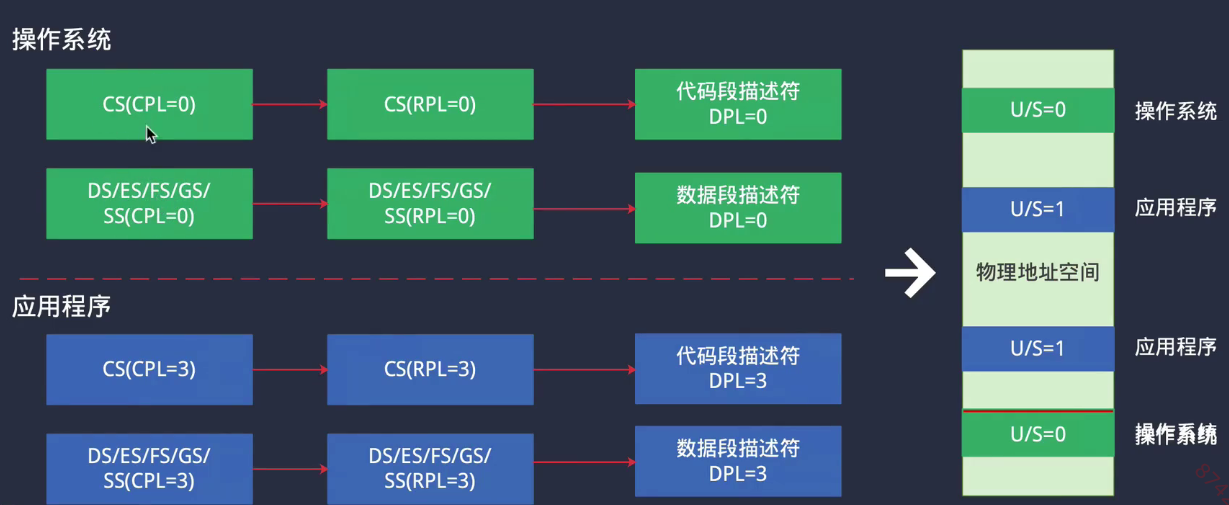 操作系统
CS(CPL=0)
CS(RPL=0)
代码段描述符
DPL=0
DS/ES/FS/GS/
SS(CPL=0)
DS/ES/FS/GS/
SS(RPL=0)
数据段描述符
DPL=0
应用程序
CS(CPL=3)
CS(RPL=3)
代码段描述符
DPL=3
DS/ES/FS/GS/
SS(CPL=3)
DS/ES/FS/GS/
SS(RPL=3)
数据段描述符
DPL=3
U/S=0
操作系统
U/S=1
应用程序
物理地址空间
U/S=1
应用程序
U/S=0
操作系统